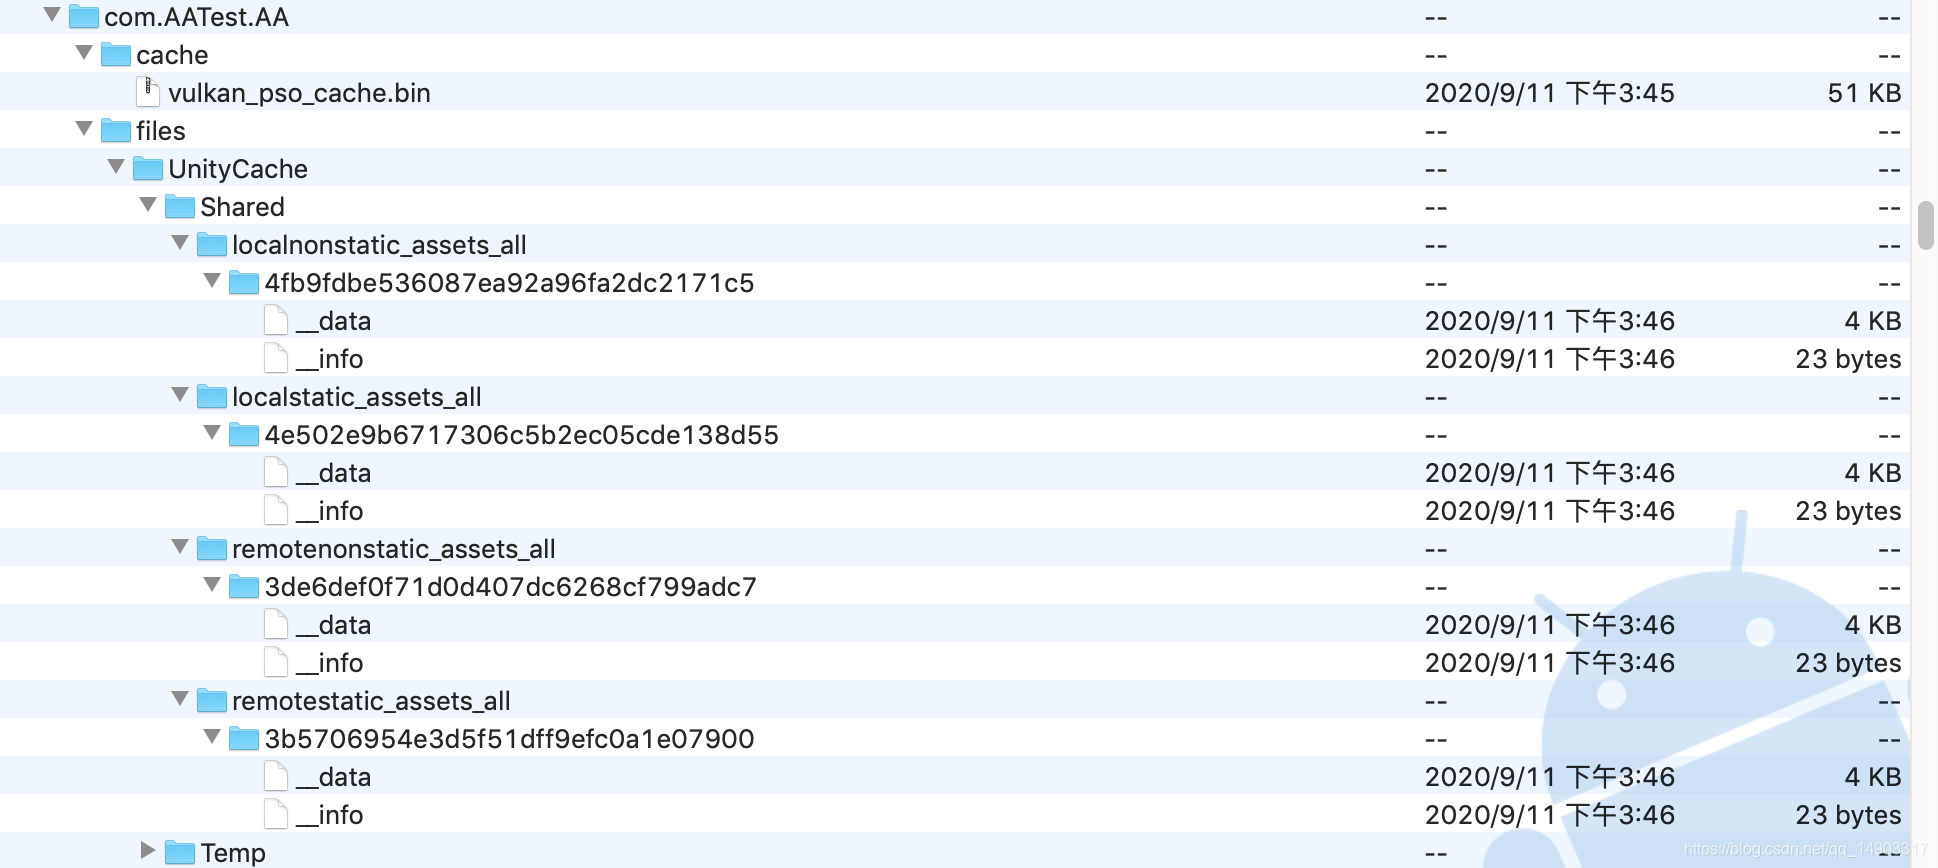 com.AATest.AA -- --
cache -- --
vulkan_pso_cache.bin 2020/9/11 下午3:45 51 KB
files -- --
UnityCache -- --
Shared -- --
localnonstatic_assets_all -- --
4fb9fdbe536087ea92a96fa2dc2171c5 -- --
__data 2020/9/11 下午3:46 4 KB
__info 2020/9/11 下午3:46 23 bytes
localstatic_assets_all -- --
4e502e9b6717306c5b2ec05cde138d55 -- --
__data 2020/9/11 下午3:46 4 KB
__info 2020/9/11 下午3:46 23 bytes
remotenonstatic_assets_all -- --
3de6def0f71d0d407dc6268cf799adc7 -- --
__data 2020/9/11 下午3:46 4 KB
__info 2020/9/11 下午3:46 23 bytes
remotestatic_assets_all -- --
3b5706954e3d5f51dff9efc0a1e07900 -- --
__data 2020/9/11 下午3:46 4 KB
__info 2020/9/11 下午3:46 23 bytes
Temp -- --
https://blog.csdn.net/qq_14903317